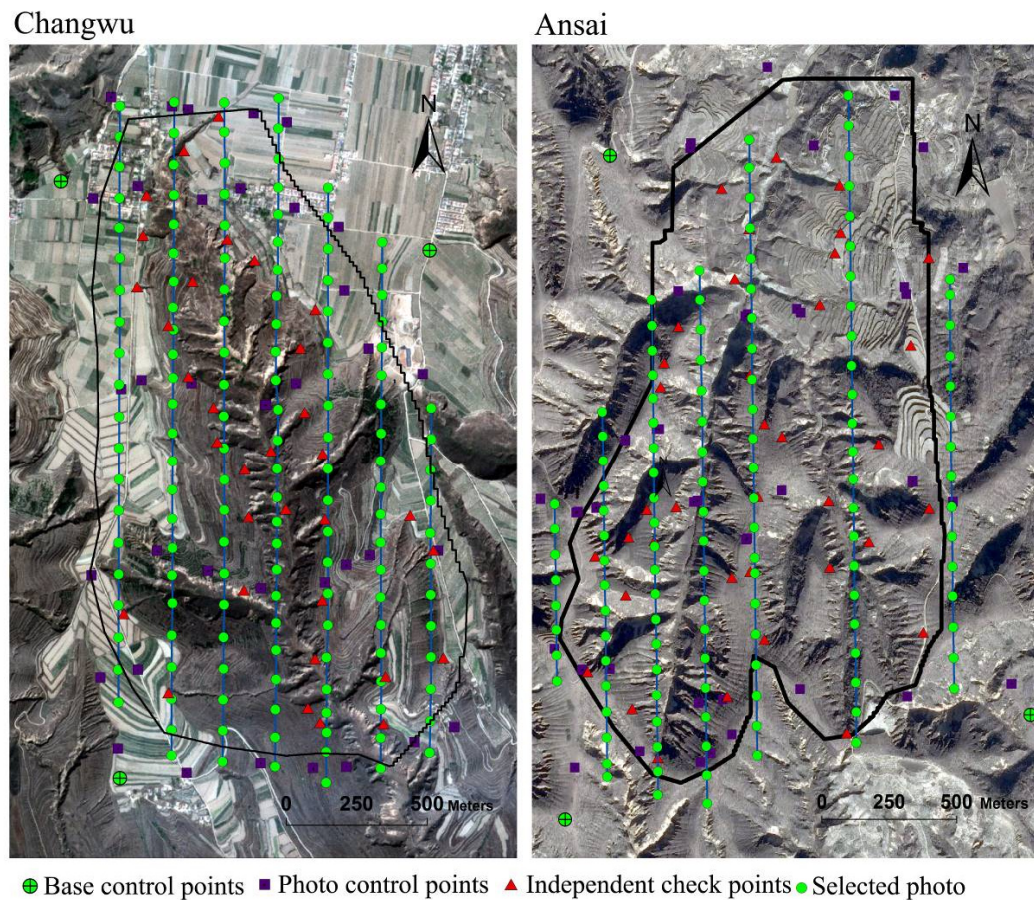 Changwu
Ansai
N
N
0 250 500 Meters
0 250 500 Meters
Base control points Photo control points Independent check points Selected photo